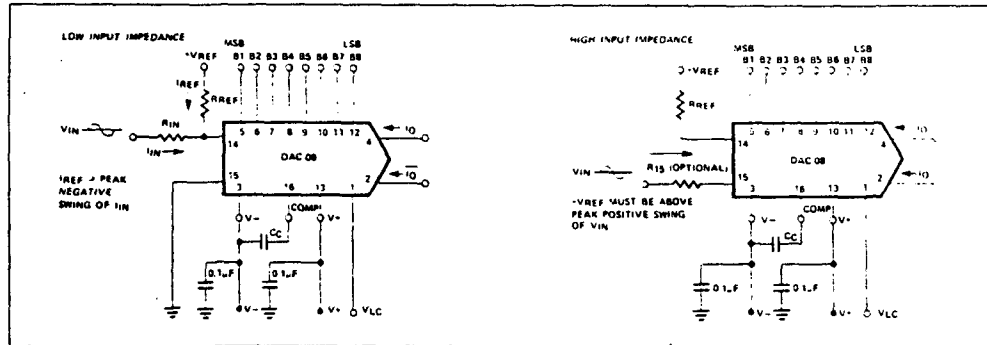 LOW INPUT IMPEDANCE
MSB LSB
B1 B2 B3 B4 B5 B6 B7 B8
+VREF
IREF
RREF
VIN
RIN
IIN
5 6 7 8 9 10 11 12
14
4
IO
DAC 08
15
2
IO
3 16 13 1
IREF ≥ PEAK
NEGATIVE
SWING OF IIN
V- COMP V+
CC
0.1µF 0.1µF
V- V+ VLC
HIGH INPUT IMPEDANCE
MSB LSB
B1 B2 B3 B4 B5 B6 B7 B8
+VREF
RREF
5 6 7 8 9 10 11 12
14
4
IO
DAC 08
VIN
R15 (OPTIONAL)
15
2
IO
3 16 13 1
+VREF MUST BE ABOVE
PEAK POSITIVE SWING
OF VIN
V- COMP V+
CC
0.1µF 0.1µF
V- V+ VLC